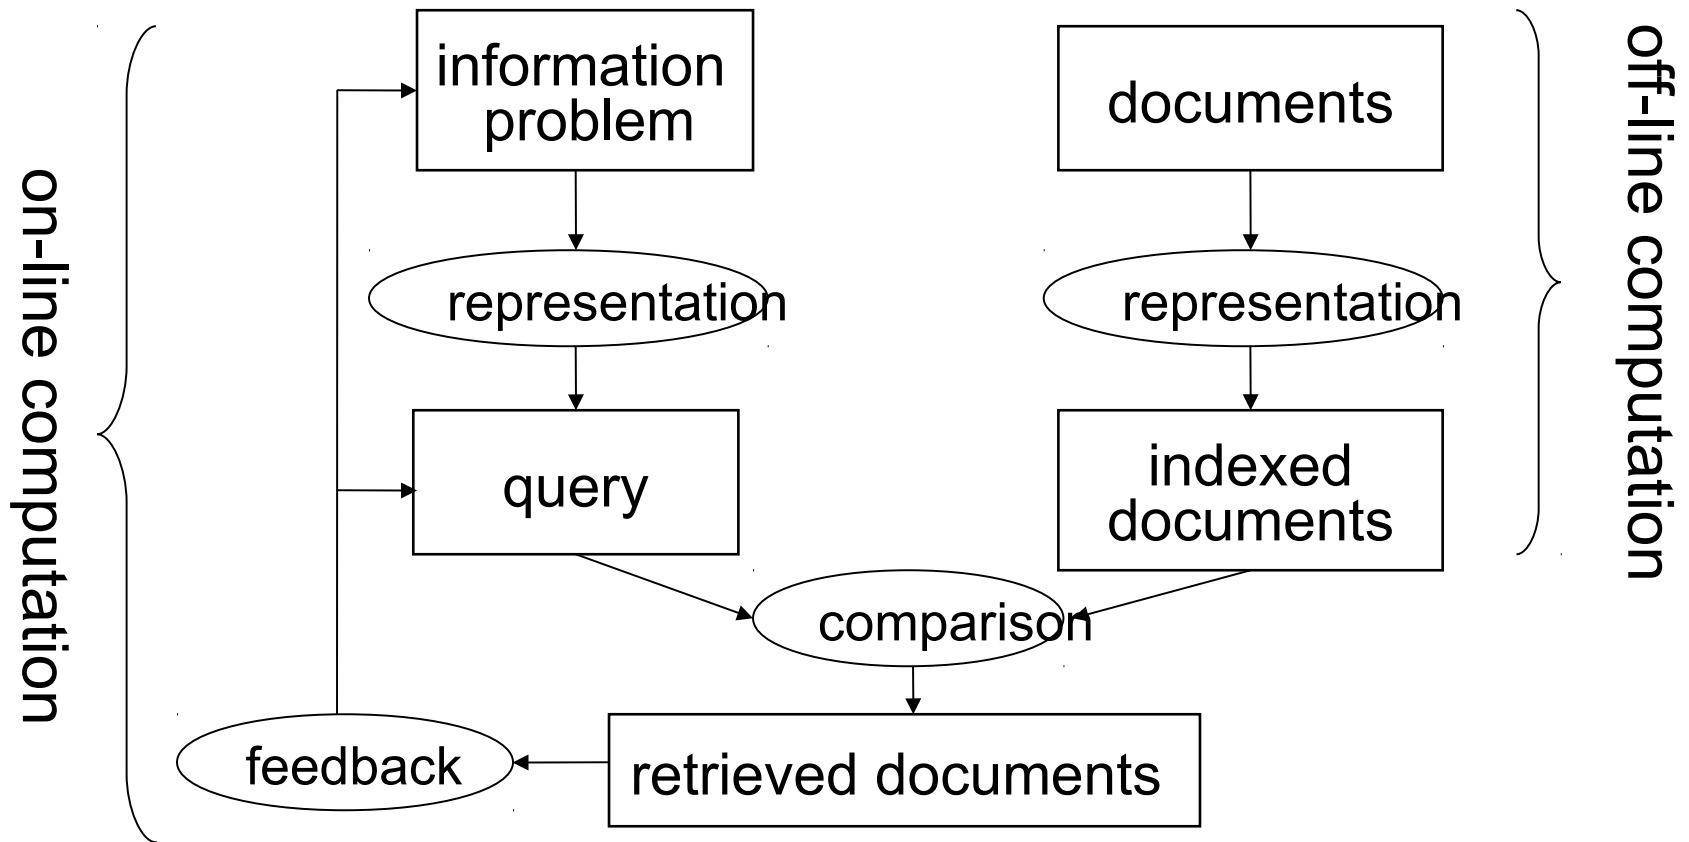 information
problem
documents
representation
representation
query
indexed
documents
comparison
feedback
retrieved documents
on-line computation
off-line computation